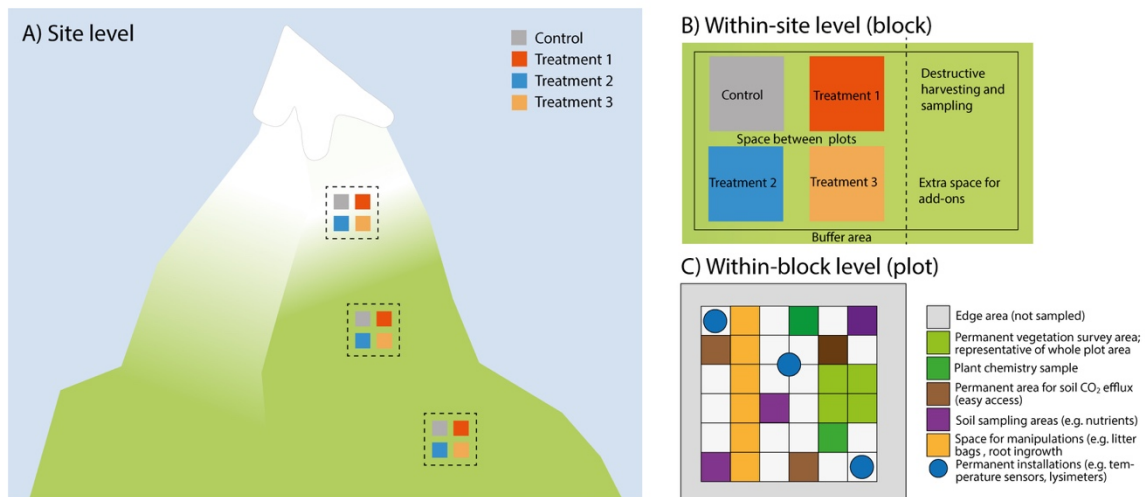 A) Site level
Control
Treatment 1
Treatment 2
Treatment 3
B) Within-site level (block)
Control
Treatment 1
Destructive
harvesting and
sampling
Space between plots
Treatment 2
Treatment 3
Extra space for
add-ons
Buffer area
C) Within-block level (plot)
Edge area (not sampled)
Permanent vegetation survey area;
representative of whole plot area
Plant chemistry sample
Permanent area for soil CO₂ efflux
(easy access)
Soil sampling areas (e.g. nutrients)
Space for manipulations (e.g. litter
bags , root ingrowth
Permanent installations (e.g. tem-
perature sensors, lysimeters)